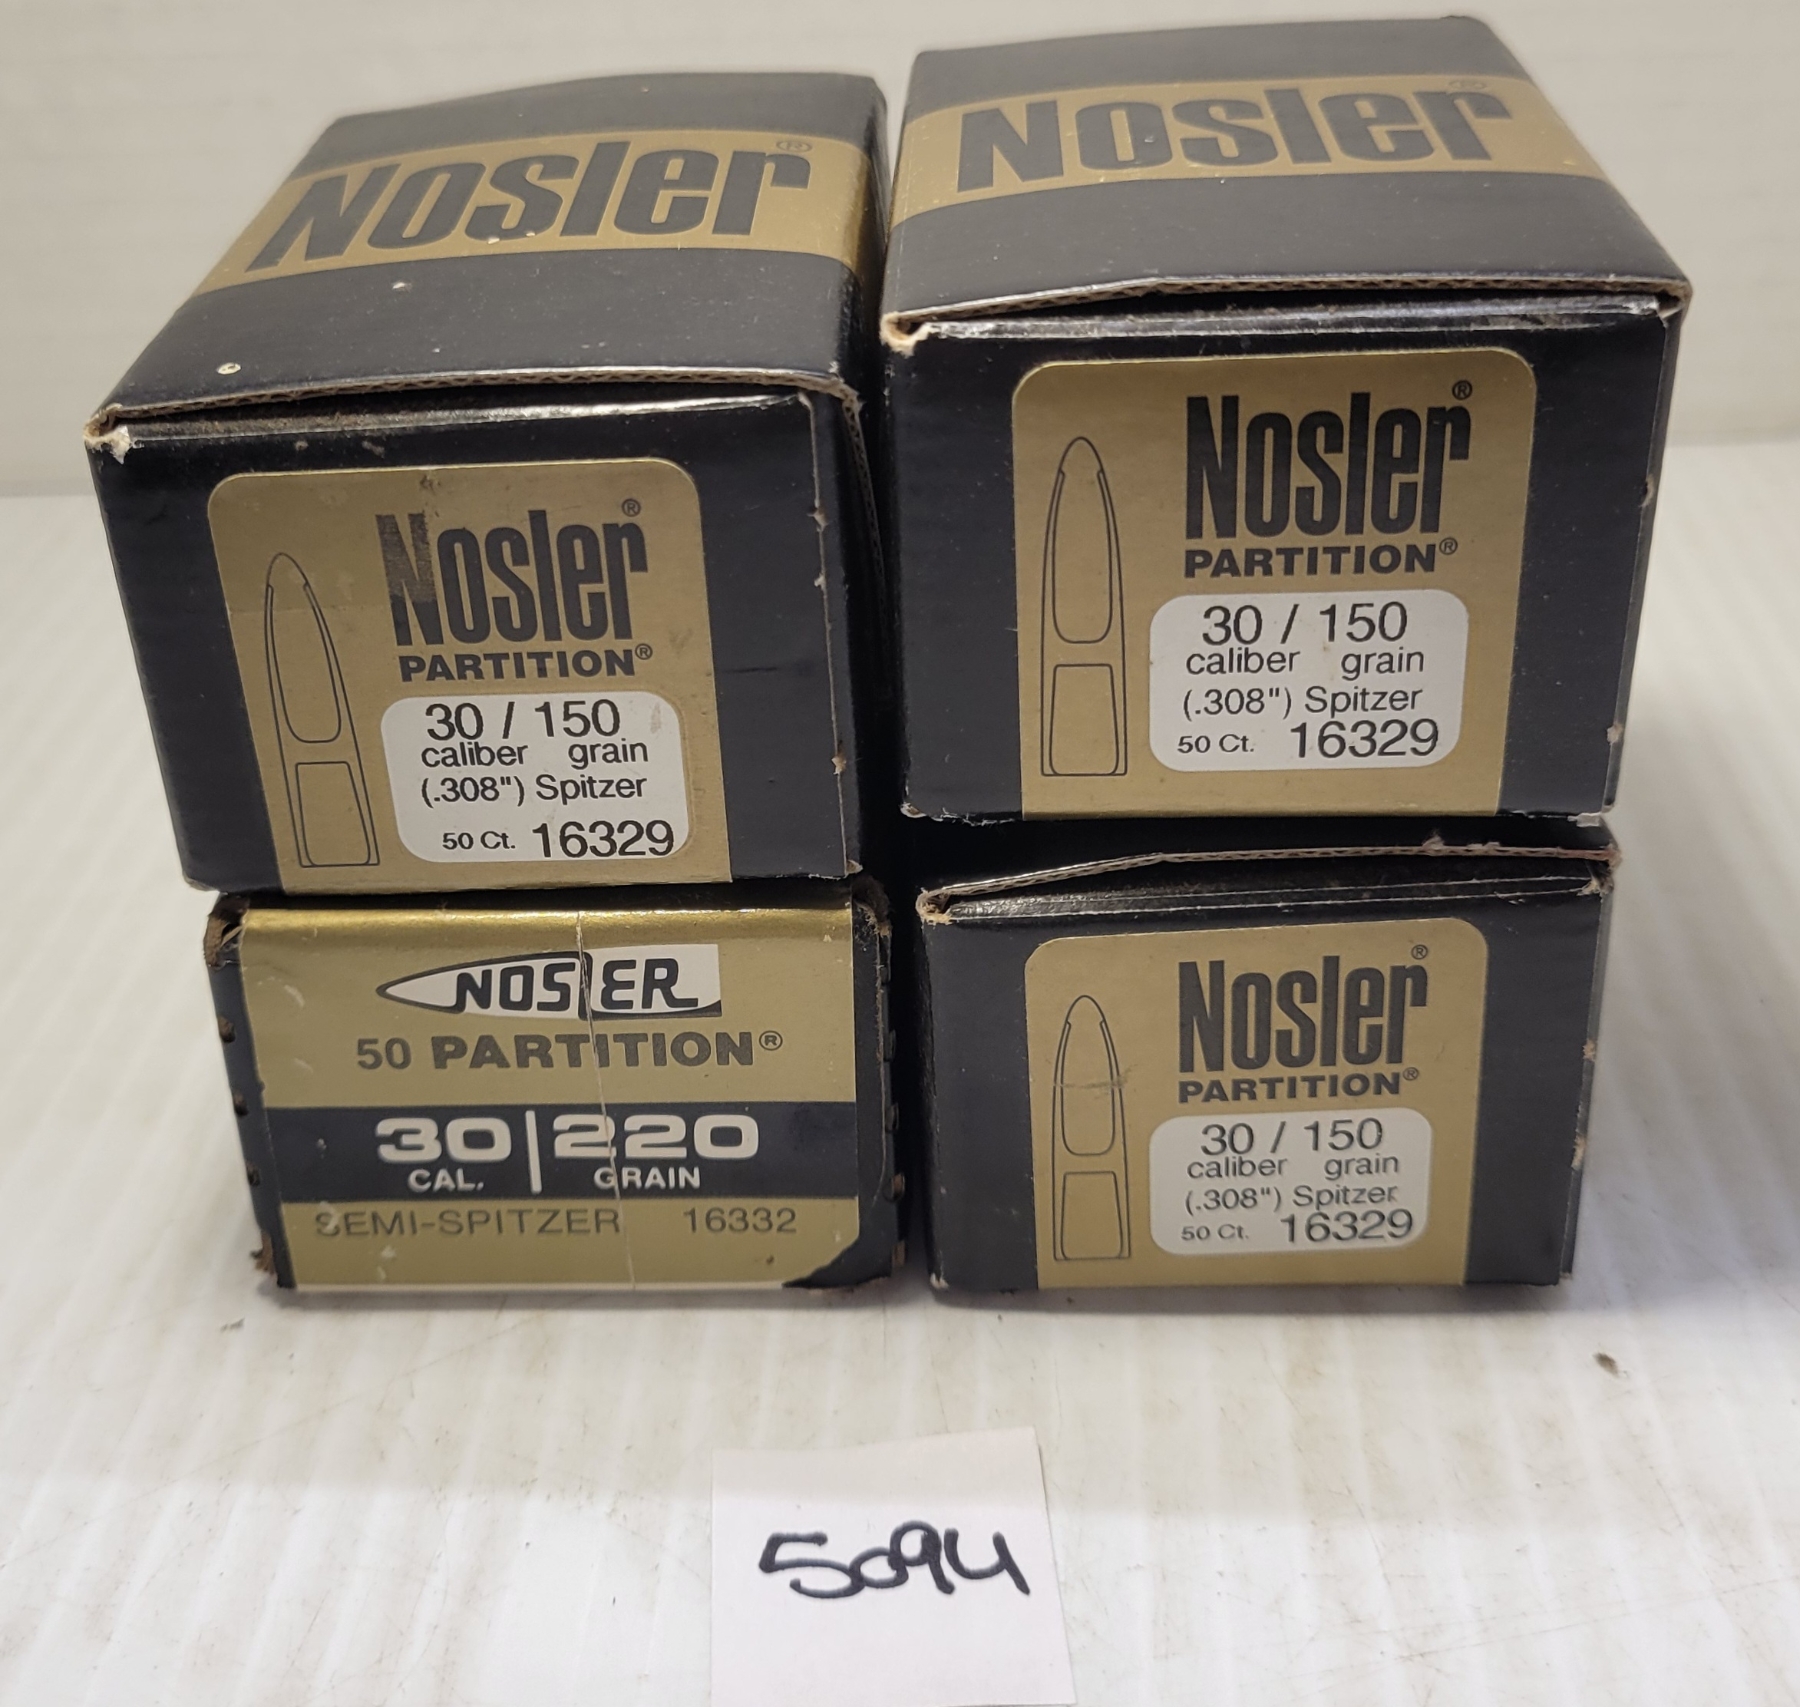 Nosler®
Nosler®
Nosler®
PARTITION®
30 / 150
caliber grain
(.308") Spitzer
50 Ct. 16329
Nosler®
PARTITION®
30 / 150
caliber grain
(.308") Spitzer
50 Ct. 16329
NOSLER
50 PARTITION®
30 | 220
CAL. GRAIN
SEMI-SPITZER 16332
Nosler®
PARTITION®
30 / 150
caliber grain
(.308") Spitzer
50 Ct. 16329
5094